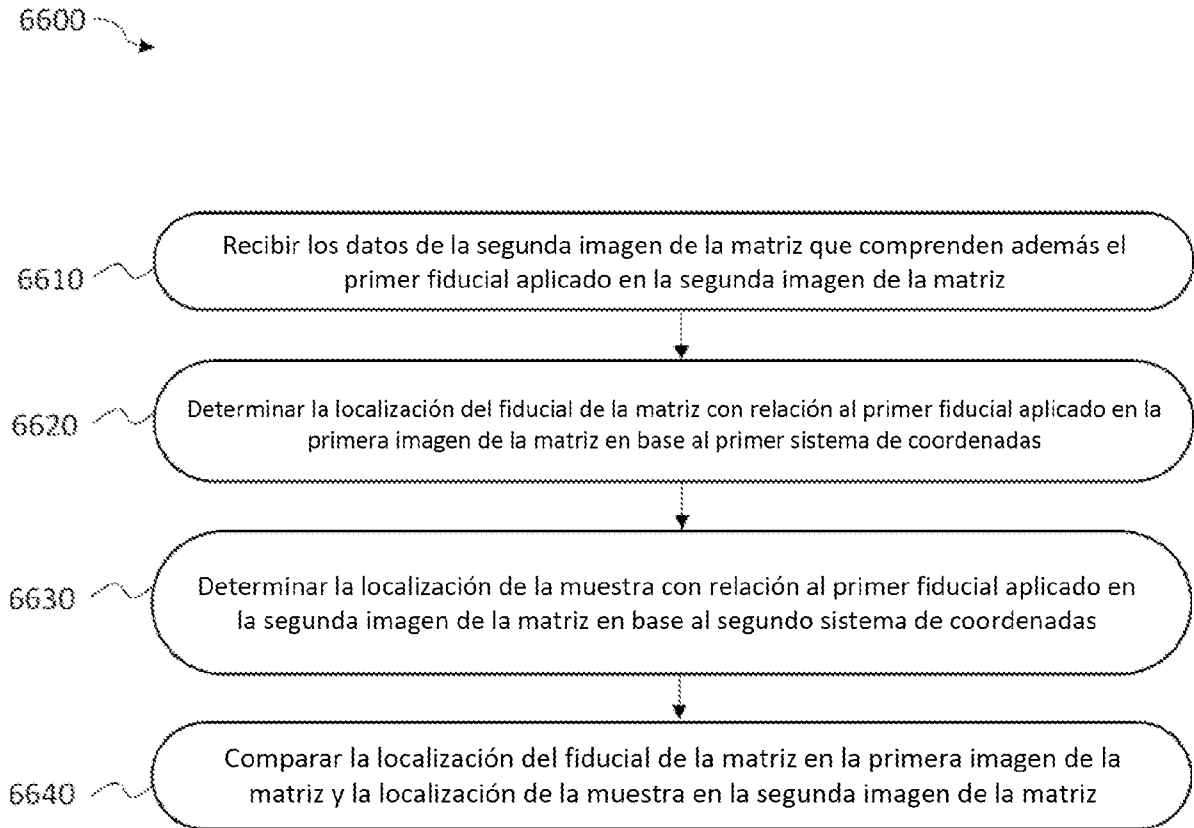 6600
6610
Recibir los datos de la segunda imagen de la matriz que comprenden además el
primer fiducial aplicado en la segunda imagen de la matriz
6620
Determinar la localización del fiducial de la matriz con relación al primer fiducial aplicado en la
primera imagen de la matriz en base al primer sistema de coordenadas
6630
Determinar la localización de la muestra con relación al primer fiducial aplicado en
la segunda imagen de la matriz en base al segundo sistema de coordenadas
6640
Comparar la localización del fiducial de la matriz en la primera imagen de la
matriz y la localización de la muestra en la segunda imagen de la matriz